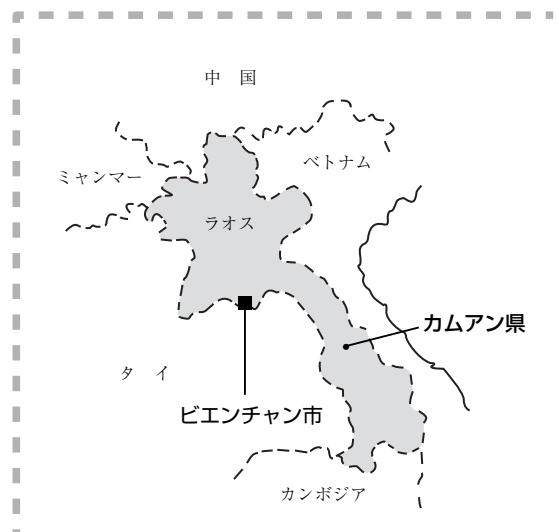 中　国
ベトナム
ミャンマー
ラオス
カムアン県
タ　イ
ビエンチャン市
カンボジア